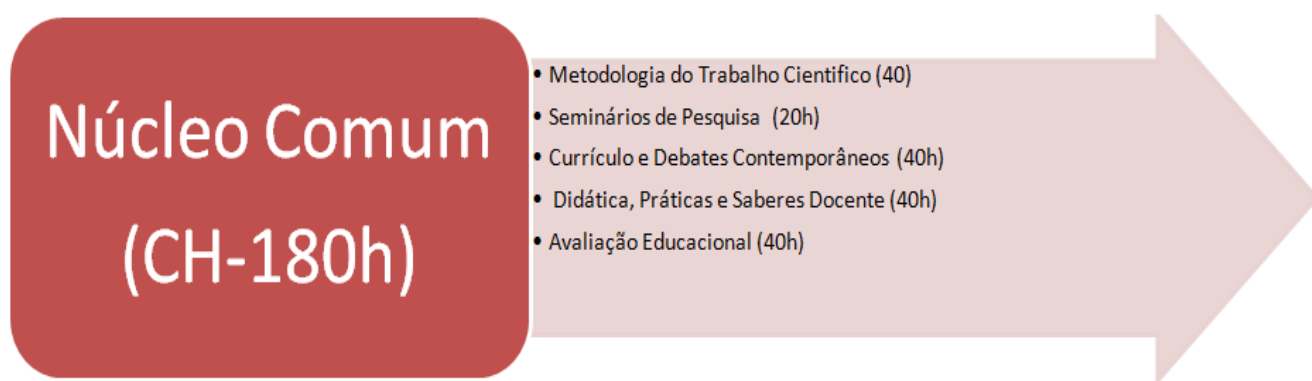 Núcleo Comum
(CH-180h)
• Metodologia do Trabalho Cientifico (40)
• Seminários de Pesquisa (20h)
• Currículo e Debates Contemporâneos (40h)
• Didática, Práticas e Saberes Docente (40h)
• Avaliação Educacional (40h)